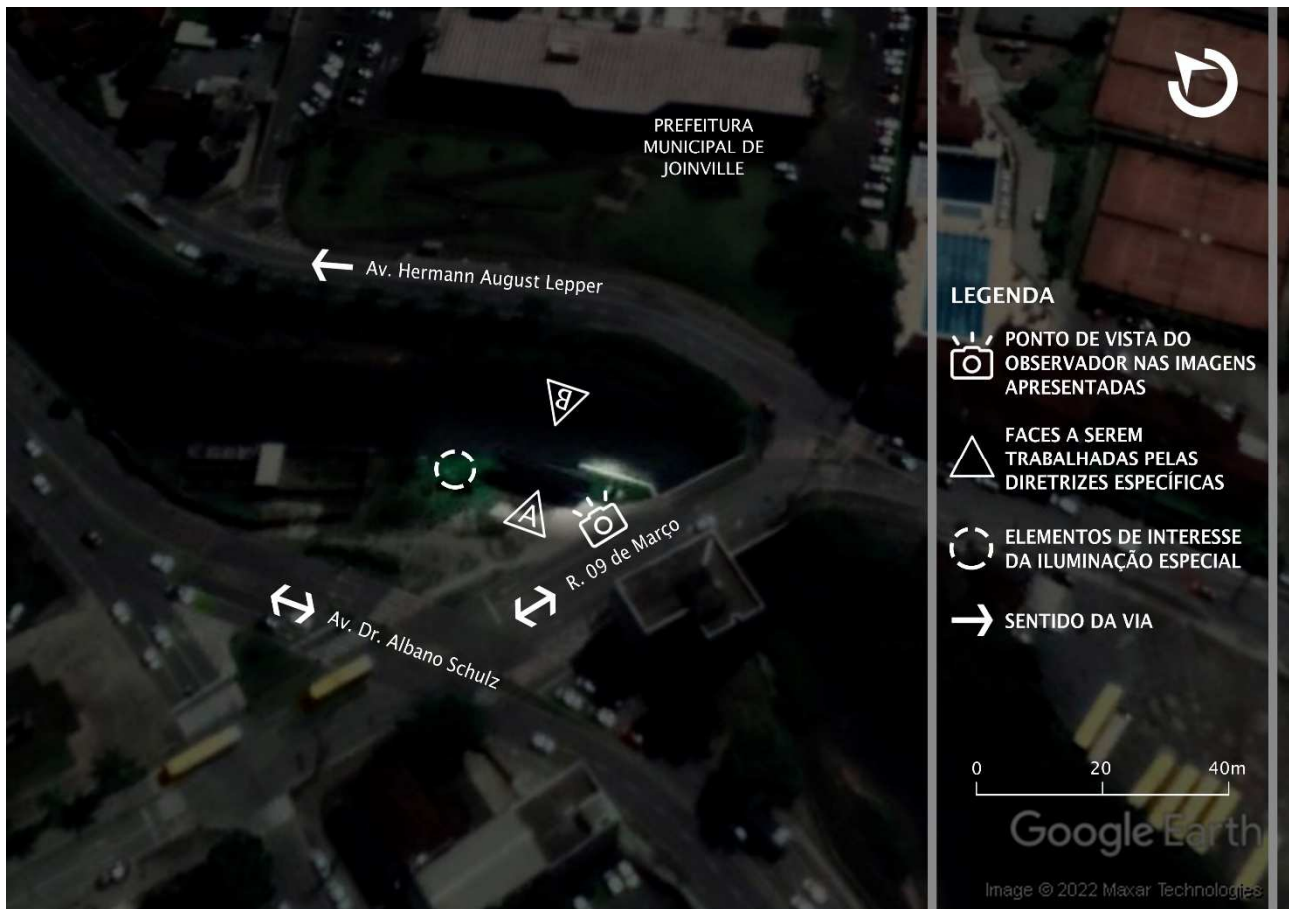 PREFEITURA
MUNICIPAL DE
JOINVILLE
Av. Hermann August Lepper
B
A
R. 09 de Março
Av. Dr. Albano Schulz
LEGENDA
PONTO DE VISTA DO
OBSERVADOR NAS IMAGENS
APRESENTADAS
FACES A SEREM
TRABALHADAS PELAS
DIRETRIZES ESPECÍFICAS
ELEMENTOS DE INTERESSE
DA ILUMINAÇÃO ESPECIAL
SENTIDO DA VIA
0 20 40m
Google Earth
Image © 2022 Maxar Technologies